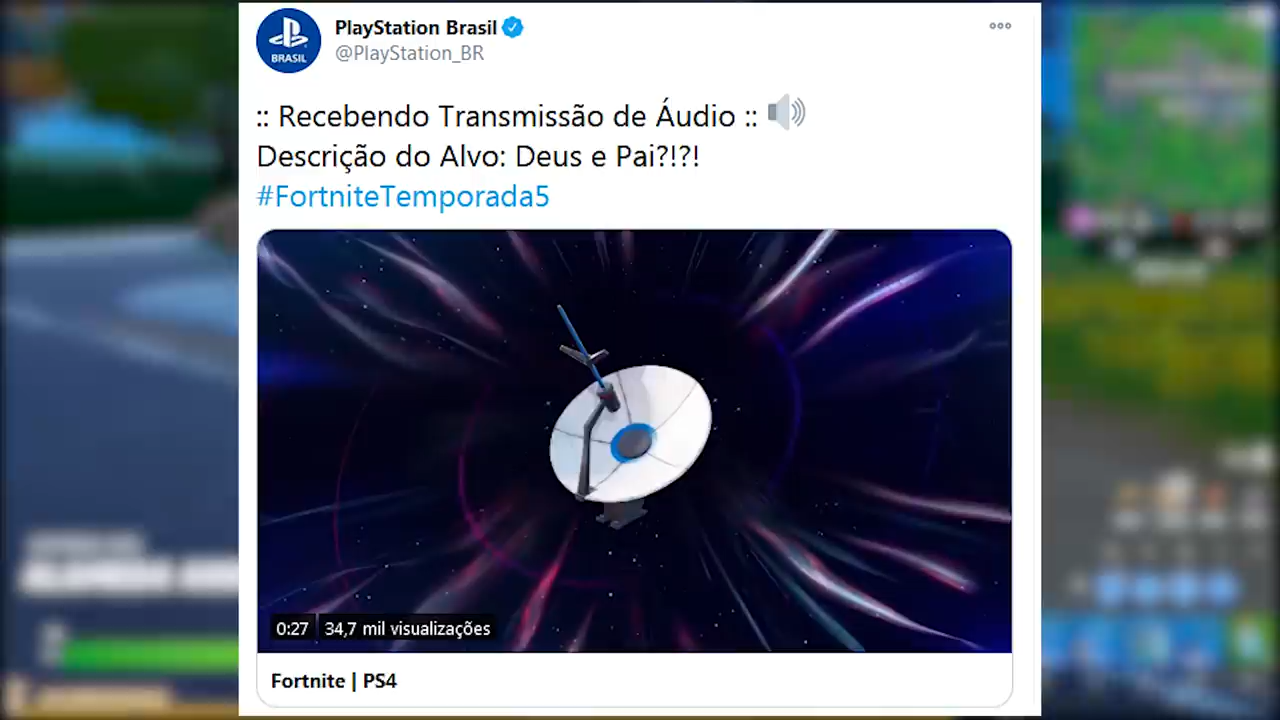 BRASIL
PlayStation Brasil
@PlayStation_BR
:: Recebendo Transmissão de Áudio ::
Descrição do Alvo: Deus e Pai?!?!
#FortniteTemporada5
0:27
34,7 mil visualizações
Fortnite | PS4